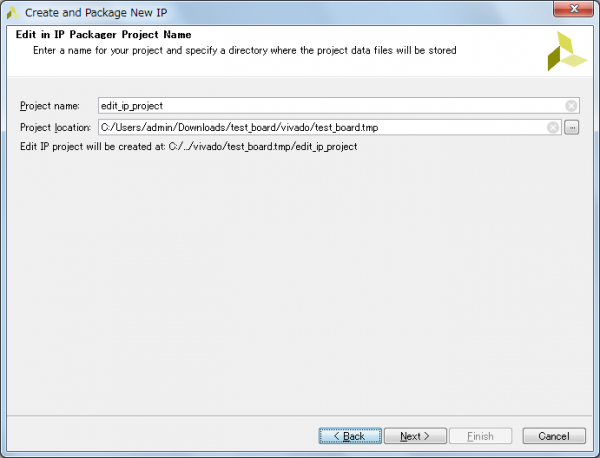 Create and Package New IP
Edit in IP Packager Project Name
Enter a name for your project and specify a directory where the project data files will be stored
Project name: edit_ip_project
Project location: C:/Users/admin/Downloads/test_board/vivado/test_board.tmp ...
Edit IP project will be created at: C:/../vivado/test_board.tmp/edit_ip_project
< Back Next > Finish Cancel